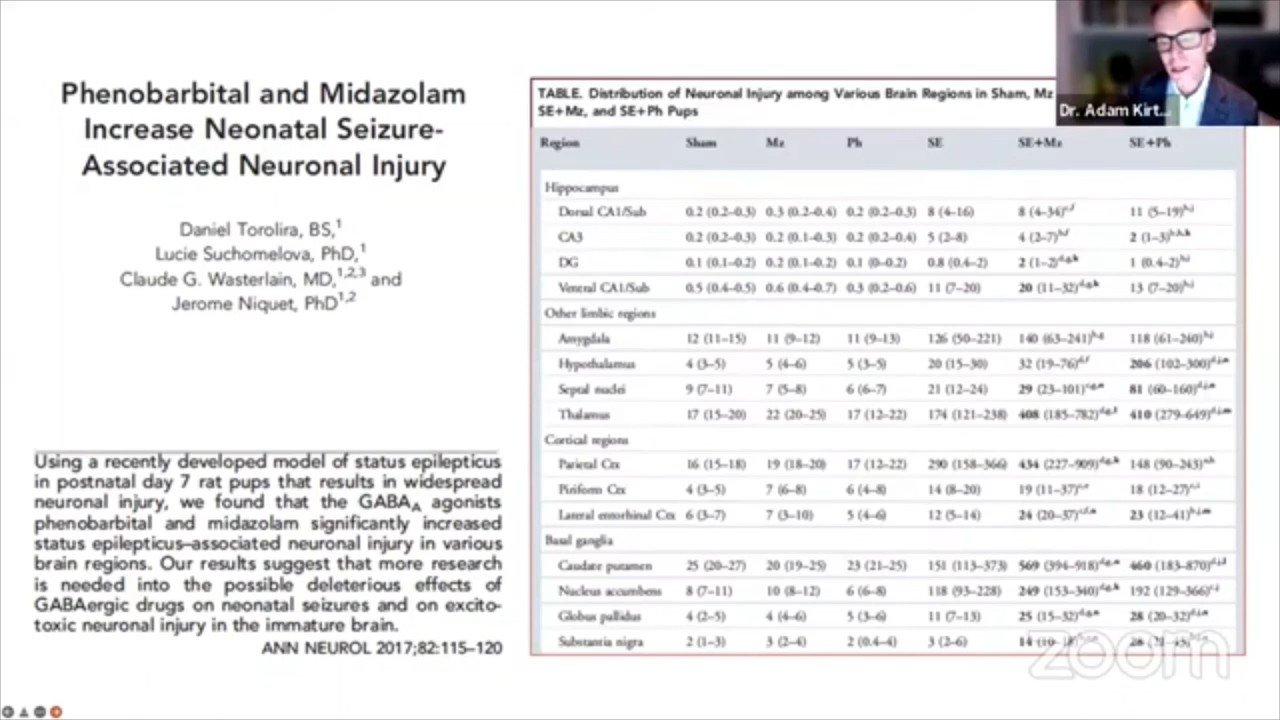 Phenobarbital and Midazolam
Increase Neonatal Seizure-
Associated Neuronal Injury
Daniel Torolira, BS,1
Lucie Suchomelova, PhD,1
Claude G. Wasterlain, MD,1,2,3 and
Jerome Niquet, PhD1,2
Using a recently developed model of status epilepticus
in postnatal day 7 rat pups that results in widespread
neuronal injury, we found that the GABAA agonists
phenobarbital and midazolam significantly increased
status epilepticus–associated neuronal injury in various
brain regions. Our results suggest that more research
is needed into the possible deleterious effects of
GABAergic drugs on neonatal seizures and on excito-
toxic neuronal injury in the immature brain.
ANN NEUROL 2017;82:115–120
TABLE. Distribution of Neuronal Injury among Various Brain Regions in Sham, Mz
SE+Mz, and SE+Ph Pups
Region Sham Mz Ph SE SE+Mz SE+Ph
Hippocampus
Dorsal CA1/Sub 0.2 (0.2–0.3) 0.3 (0.2–0.4) 0.2 (0.2–0.3) 8 (4–16) 8 (4–34) 11 (5–19)
CA3 0.2 (0.2–0.3) 0.2 (0.1–0.3) 0.2 (0.2–0.4) 5 (2–8) 4 (2–7) 2 (1–3)
DG 0.1 (0.1–0.2) 0.2 (0.1–0.2) 0.1 (0–0.2) 0.8 (0.4–2) 2 (1–2) 1 (0.4–2)
Ventral CA1/Sub 0.5 (0.4–0.5) 0.6 (0.4–0.7) 0.3 (0.2–0.6) 11 (7–20) 20 (11–32) 13 (7–20)
Other limbic regions
Amygdala 12 (11–15) 11 (9–12) 11 (9–13) 126 (50–221) 140 (63–241) 118 (61–240)
Hypothalamus 4 (3–5) 5 (4–6) 5 (3–5) 20 (15–30) 32 (19–76) 206 (102–300)
Septal nuclei 9 (7–11) 7 (5–8) 6 (6–7) 21 (12–24) 29 (23–101) 81 (60–160)
Thalamus 17 (15–20) 22 (20–25) 17 (12–22) 174 (121–238) 408 (185–782) 410 (279–649)
Cortical regions
Parietal Ctx 16 (15–18) 19 (18–20) 17 (12–22) 290 (158–366) 434 (227–909) 148 (90–243)
Piriform Ctx 4 (3–5) 7 (6–8) 6 (4–8) 14 (8–20) 19 (11–37) 18 (12–27)
Lateral entorhinal Ctx 6 (3–7) 7 (3–10) 5 (4–6) 12 (5–14) 24 (20–37) 23 (12–41)
Basal ganglia
Caudate putamen 25 (20–27) 20 (19–25) 23 (21–25) 151 (113–373) 569 (394–918) 460 (183–870)
Nucleus accumbens 8 (7–11) 10 (8–12) 6 (6–8) 118 (93–228) 249 (153–340) 192 (129–366)
Globus pallidus 4 (2–5) 4 (4–6) 5 (3–6) 11 (7–13) 25 (15–32) 28 (20–32)
Substantia nigra 2 (1–3) 3 (2–4) 2 (0.4–4) 3 (2–6) 14
Dr. Adam Kirt...
zoom